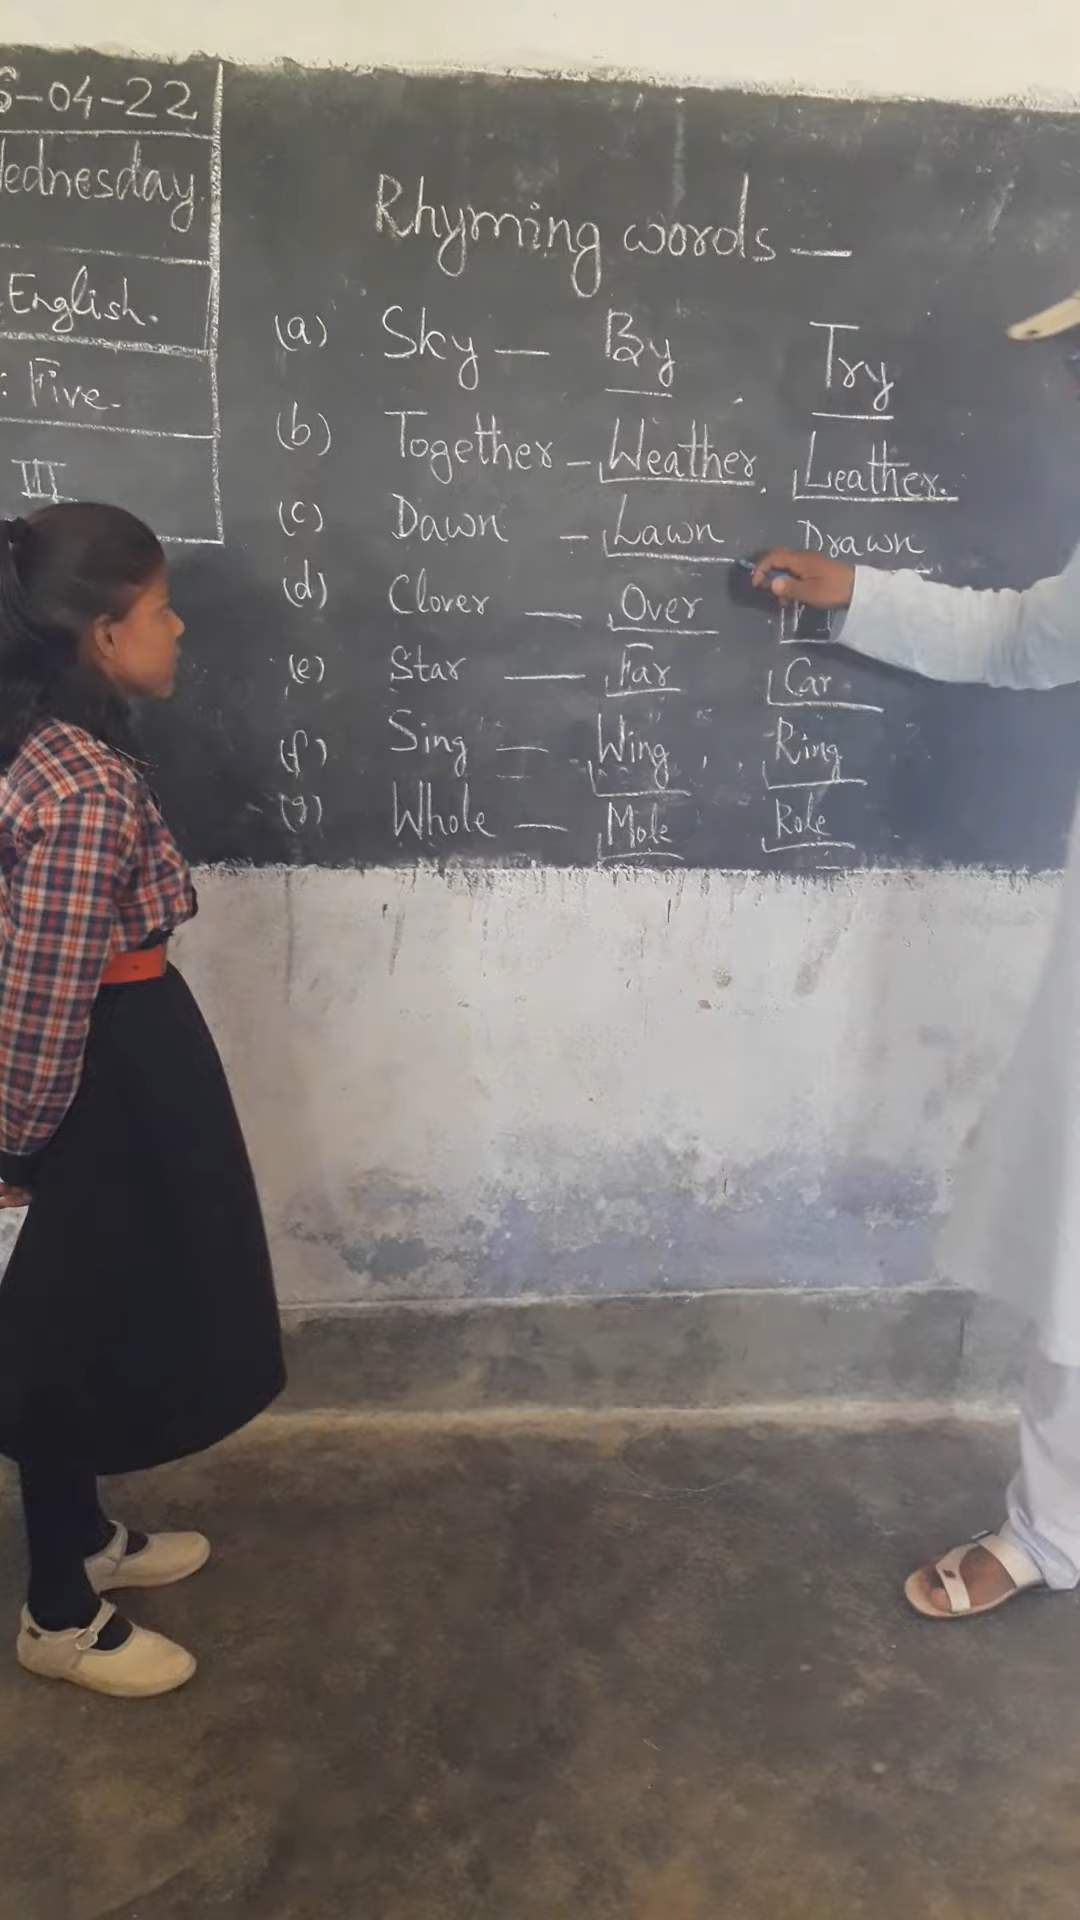 6-04-22
Wednesday.
English.
: Five.
III
Rhyming words —
(a) Sky — By Try
(b) Together - Weather, Leather.
(c) Dawn - Lawn Drawn
(d) Clover — Over
(e) Star — Far Car
(f) Sing — Wing, Ring
(g) Whole — Mole Role